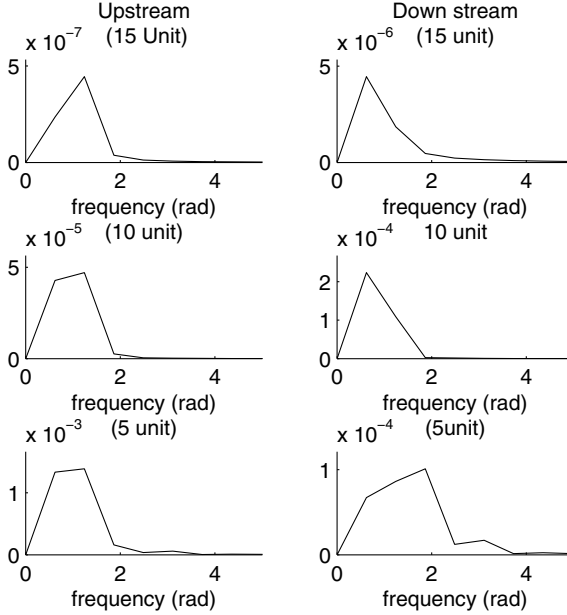 Upstream
(15 Unit)
x 10^-7
5
0
0 2 4
frequency (rad)
Down stream
(15 unit)
x 10^-6
5
0
0 2 4
frequency (rad)
(10 unit)
x 10^-5
5
0
0 2 4
frequency (rad)
10 unit
x 10^-4
2
1
0
0 2 4
frequency (rad)
(5 unit)
x 10^-3
1
0
0 2 4
frequency (rad)
(5unit)
x 10^-4
1
0
0 2 4
frequency (rad)